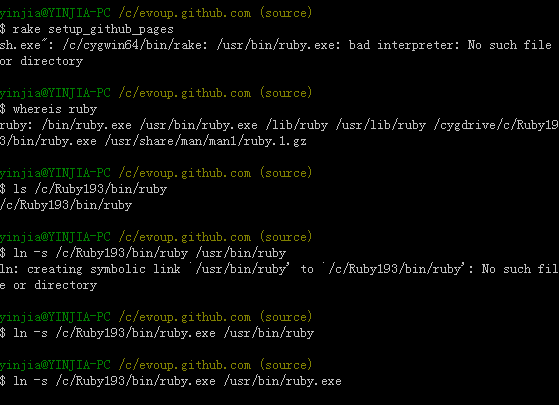 yinjia@YINJIA-PC /c/evoup.github.com (source)
$ rake setup_github_pages
sh.exe": /c/cygwin64/bin/rake: /usr/bin/ruby.exe: bad interpreter: No such file
or directory
yinjia@YINJIA-PC /c/evoup.github.com (source)
$ whereis ruby
ruby: /bin/ruby.exe /usr/bin/ruby.exe /lib/ruby /usr/lib/ruby /cygdrive/c/Ruby19
3/bin/ruby.exe /usr/share/man/man1/ruby.1.gz
yinjia@YINJIA-PC /c/evoup.github.com (source)
$ ls /c/Ruby193/bin/ruby
/c/Ruby193/bin/ruby
yinjia@YINJIA-PC /c/evoup.github.com (source)
$ ln -s /c/Ruby193/bin/ruby /usr/bin/ruby
ln: creating symbolic link `/usr/bin/ruby' to `/c/Ruby193/bin/ruby': No such fil
e or directory
yinjia@YINJIA-PC /c/evoup.github.com (source)
$ ln -s /c/Ruby193/bin/ruby.exe /usr/bin/ruby
yinjia@YINJIA-PC /c/evoup.github.com (source)
$ ln -s /c/Ruby193/bin/ruby.exe /usr/bin/ruby.exe